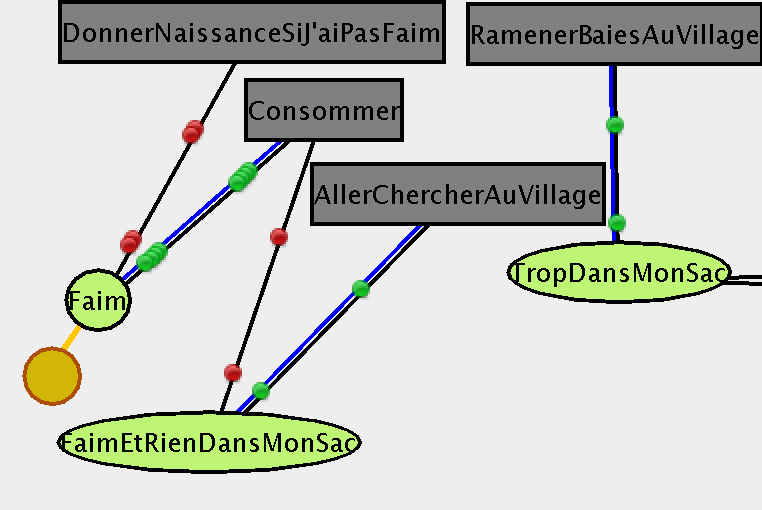 DonnerNaissanceSiJ'aiPasFaim
RamenerBaiesAuVillage
Consommer
AllerChercherAuVillage
TropDansMonSac
Faim
FaimEtRienDansMonSac